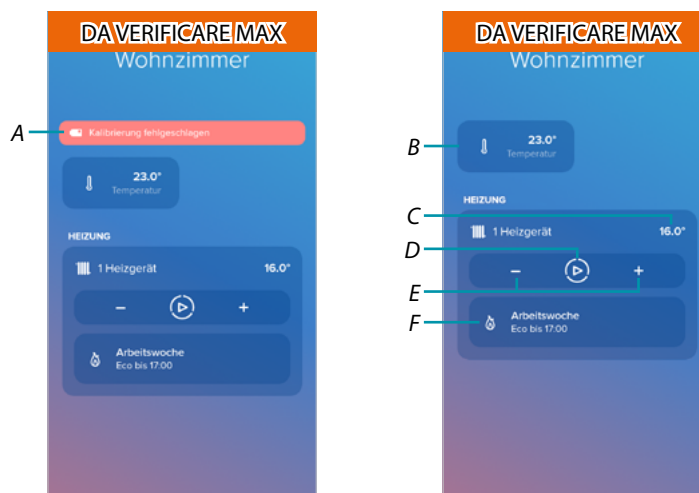 DA VERIFICARE MAX
Wohnzimmer
A
Kalibrierung fehlgeschlagen
23.0°
Temperatur
HEIZUNG
1 Heizgerät 16.0°
− +
Arbeitswoche
Eco bis 17:00
DA VERIFICARE MAX
Wohnzimmer
B
23.0°
Temperatur
HEIZUNG
C
1 Heizgerät 16.0°
D
− +
E
F
Arbeitswoche
Eco bis 17:00